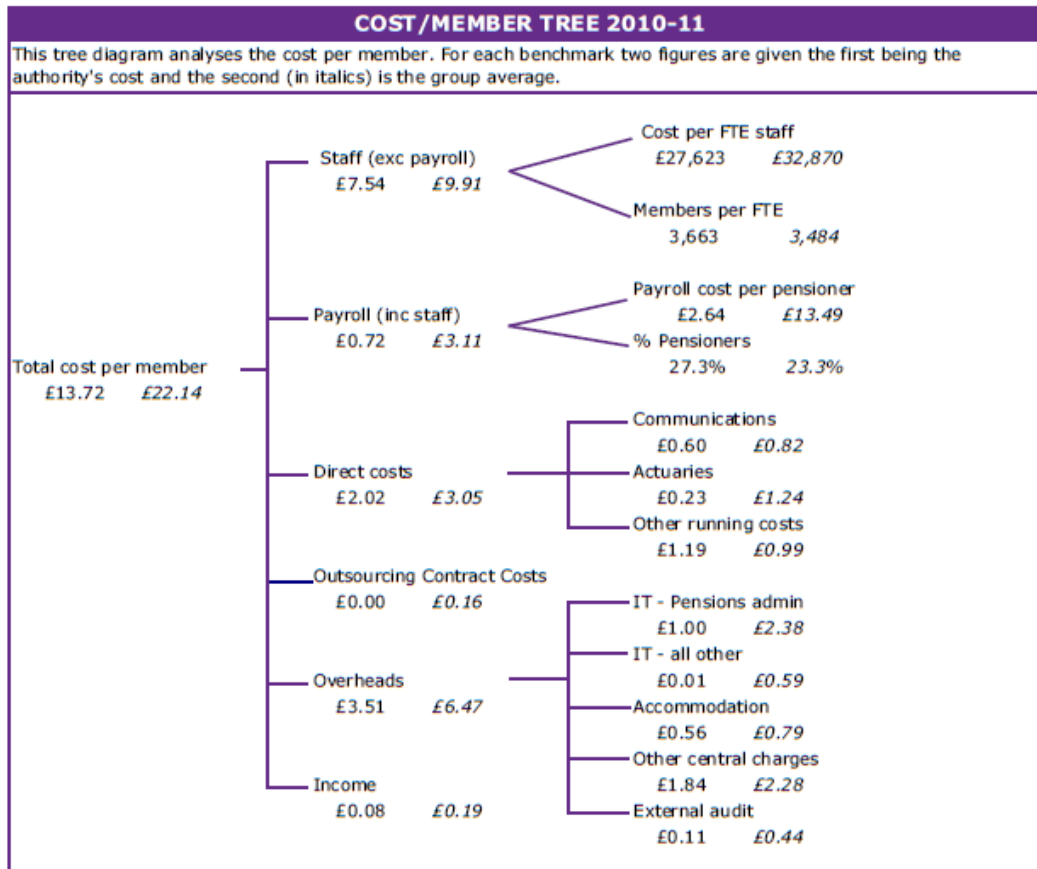 COST/MEMBER TREE 2010-11
This tree diagram analyses the cost per member. For each benchmark two figures are given the first being the
authority's cost and the second (in italics) is the group average.
Total cost per member
£13.72 £22.14
Staff (exc payroll)
£7.54 £9.91
Cost per FTE staff
£27,623 £32,870
Members per FTE
3,663 3,484
Payroll (inc staff)
£0.72 £3.11
Payroll cost per pensioner
£2.64 £13.49
% Pensioners
27.3% 23.3%
Direct costs
£2.02 £3.05
Communications
£0.60 £0.82
Actuaries
£0.23 £1.24
Other running costs
£1.19 £0.99
Outsourcing Contract Costs
£0.00 £0.16
Overheads
£3.51 £6.47
IT - Pensions admin
£1.00 £2.38
IT - all other
£0.01 £0.59
Accommodation
£0.56 £0.79
Other central charges
£1.84 £2.28
External audit
£0.11 £0.44
Income
£0.08 £0.19